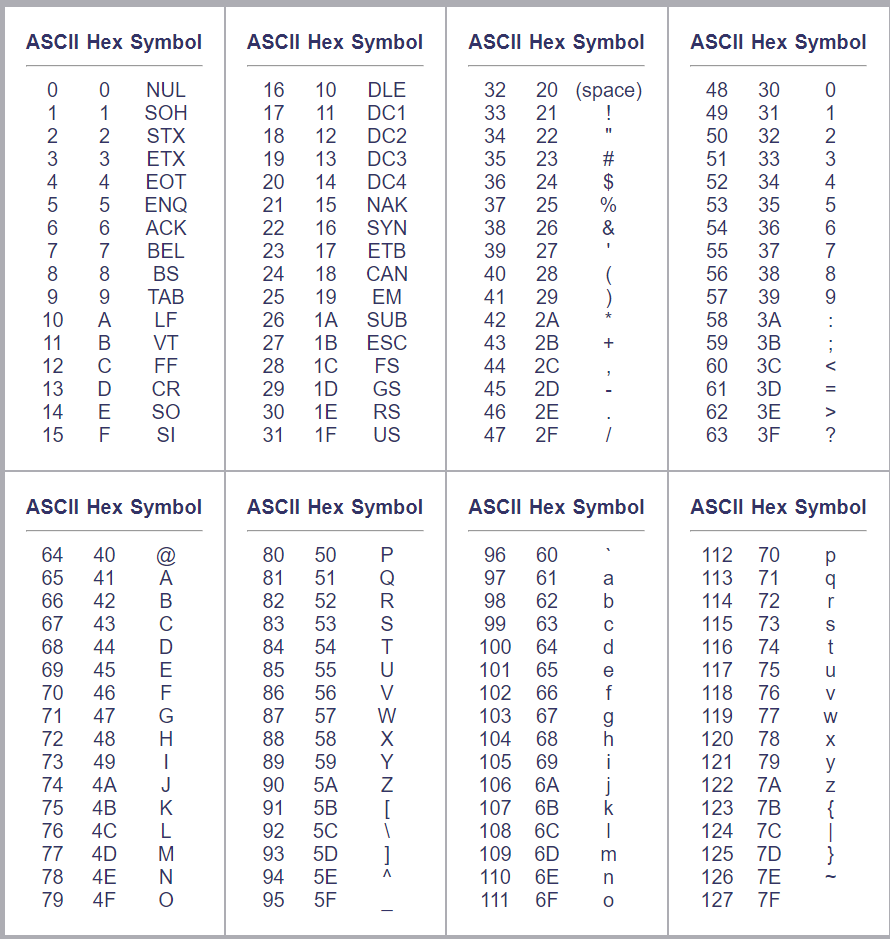 ASCII Hex Symbol
0 0 NUL
1 1 SOH
2 2 STX
3 3 ETX
4 4 EOT
5 5 ENQ
6 6 ACK
7 7 BEL
8 8 BS
9 9 TAB
10 A LF
11 B VT
12 C FF
13 D CR
14 E SO
15 F SI
ASCII Hex Symbol
16 10 DLE
17 11 DC1
18 12 DC2
19 13 DC3
20 14 DC4
21 15 NAK
22 16 SYN
23 17 ETB
24 18 CAN
25 19 EM
26 1A SUB
27 1B ESC
28 1C FS
29 1D GS
30 1E RS
31 1F US
ASCII Hex Symbol
32 20 (space)
33 21 !
34 22 "
35 23 #
36 24 $
37 25 %
38 26 &
39 27 '
40 28 (
41 29 )
42 2A *
43 2B +
44 2C ,
45 2D -
46 2E .
47 2F /
ASCII Hex Symbol
48 30 0
49 31 1
50 32 2
51 33 3
52 34 4
53 35 5
54 36 6
55 37 7
56 38 8
57 39 9
58 3A :
59 3B ;
60 3C <
61 3D =
62 3E >
63 3F ?
ASCII Hex Symbol
64 40 @
65 41 A
66 42 B
67 43 C
68 44 D
69 45 E
70 46 F
71 47 G
72 48 H
73 49 I
74 4A J
75 4B K
76 4C L
77 4D M
78 4E N
79 4F O
ASCII Hex Symbol
80 50 P
81 51 Q
82 52 R
83 53 S
84 54 T
85 55 U
86 56 V
87 57 W
88 58 X
89 59 Y
90 5A Z
91 5B [
92 5C \
93 5D ]
94 5E ^
95 5F _
ASCII Hex Symbol
96 60 `
97 61 a
98 62 b
99 63 c
100 64 d
101 65 e
102 66 f
103 67 g
104 68 h
105 69 i
106 6A j
107 6B k
108 6C l
109 6D m
110 6E n
111 6F o
ASCII Hex Symbol
112 70 p
113 71 q
114 72 r
115 73 s
116 74 t
117 75 u
118 76 v
119 77 w
120 78 x
121 79 y
122 7A z
123 7B {
124 7C |
125 7D }
126 7E ~
127 7F